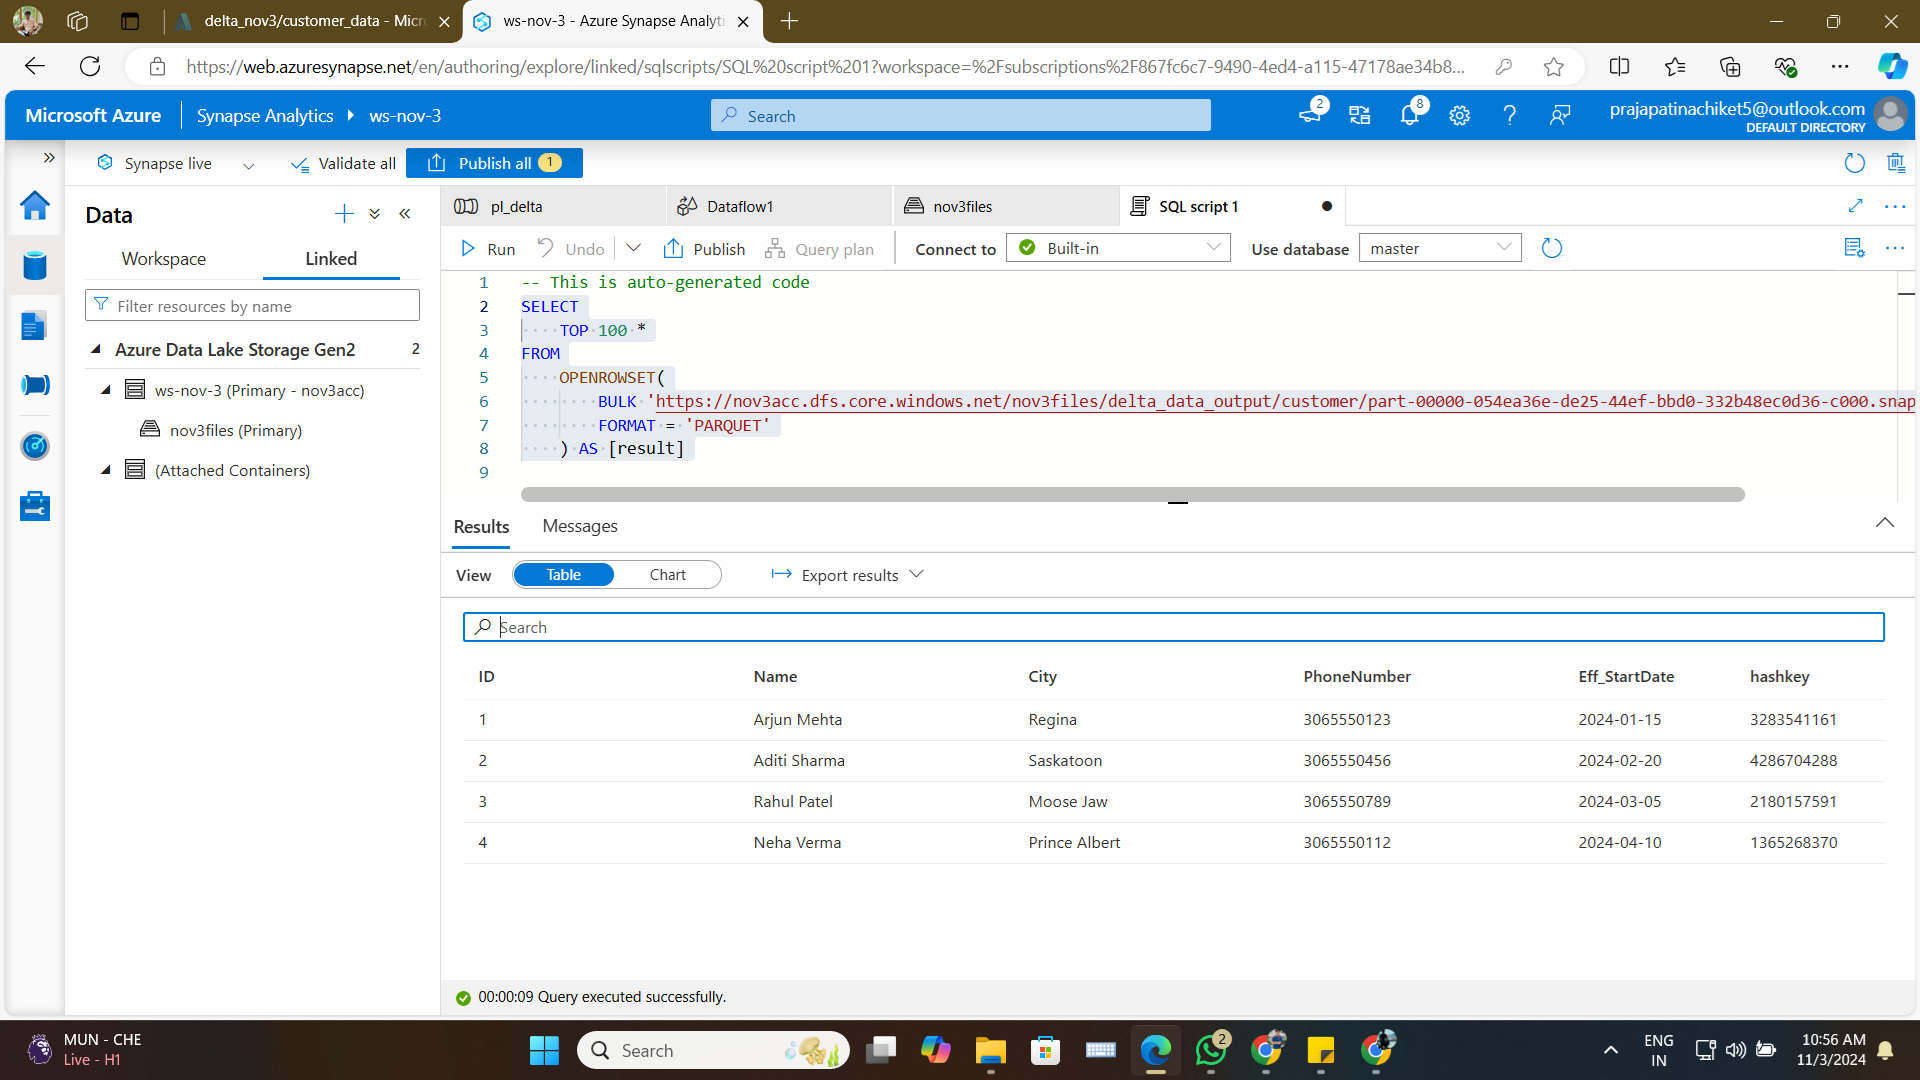 delta_nov3/customer_data - Micr
ws-nov-3 - Azure Synapse Analyti
https://web.azuresynapse.net/en/authoring/explore/linked/sqlscripts/SQL%20script%201?workspace=%2Fsubscriptions%2F867fc6c7-9490-4ed4-a115-47178ae34b8...
Microsoft Azure
Synapse Analytics
ws-nov-3
Search
2
8
prajapatinachiket5@outlook.com
DEFAULT DIRECTORY
Synapse live
Validate all
Publish all 1
Data
Workspace
Linked
Filter resources by name
Azure Data Lake Storage Gen2 2
ws-nov-3 (Primary - nov3acc)
nov3files (Primary)
(Attached Containers)
pl_delta
Dataflow1
nov3files
SQL script 1
Run
Undo
Publish
Query plan
Connect to
Built-in
Use database
master
1 -- This is auto-generated code
2 SELECT
3 TOP 100 *
4 FROM
5 OPENROWSET(
6 BULK 'https://nov3acc.dfs.core.windows.net/nov3files/delta_data_output/customer/part-00000-054ea36e-de25-44ef-bbd0-332b48ec0d36-c000.snap
7 FORMAT = 'PARQUET'
8 ) AS [result]
9
Results
Messages
View
Table
Chart
Export results
Search
ID Name City PhoneNumber Eff_StartDate hashkey
1 Arjun Mehta Regina 3065550123 2024-01-15 3283541161
2 Aditi Sharma Saskatoon 3065550456 2024-02-20 4286704288
3 Rahul Patel Moose Jaw 3065550789 2024-03-05 2180157591
4 Neha Verma Prince Albert 3065550112 2024-04-10 1365268370
00:00:09 Query executed successfully.
MUN - CHE
Live - H1
Search
2
ENG
IN
10:56 AM
11/3/2024